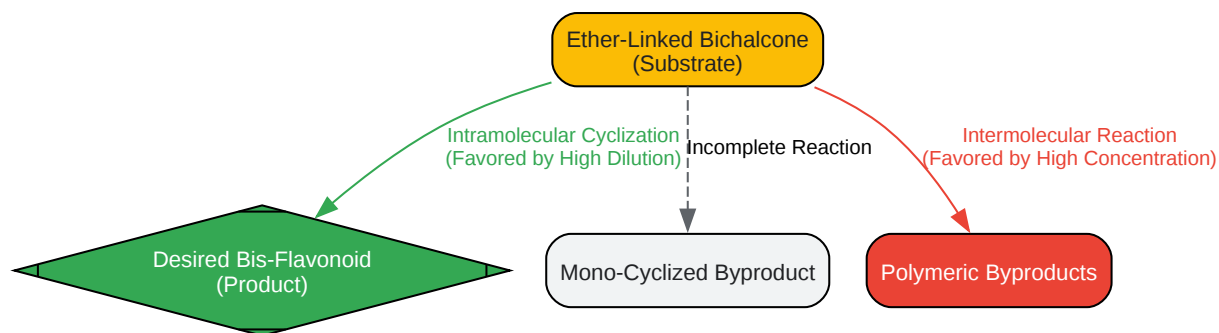 Ether-Linked Bichalcone
(Substrate)
Intramolecular Cyclization
(Favored by High Dilution)
Incomplete Reaction
Intermolecular Reaction
(Favored by High Concentration)
Desired Bis-Flavonoid
(Product)
Mono-Cyclized Byproduct
Polymeric Byproducts